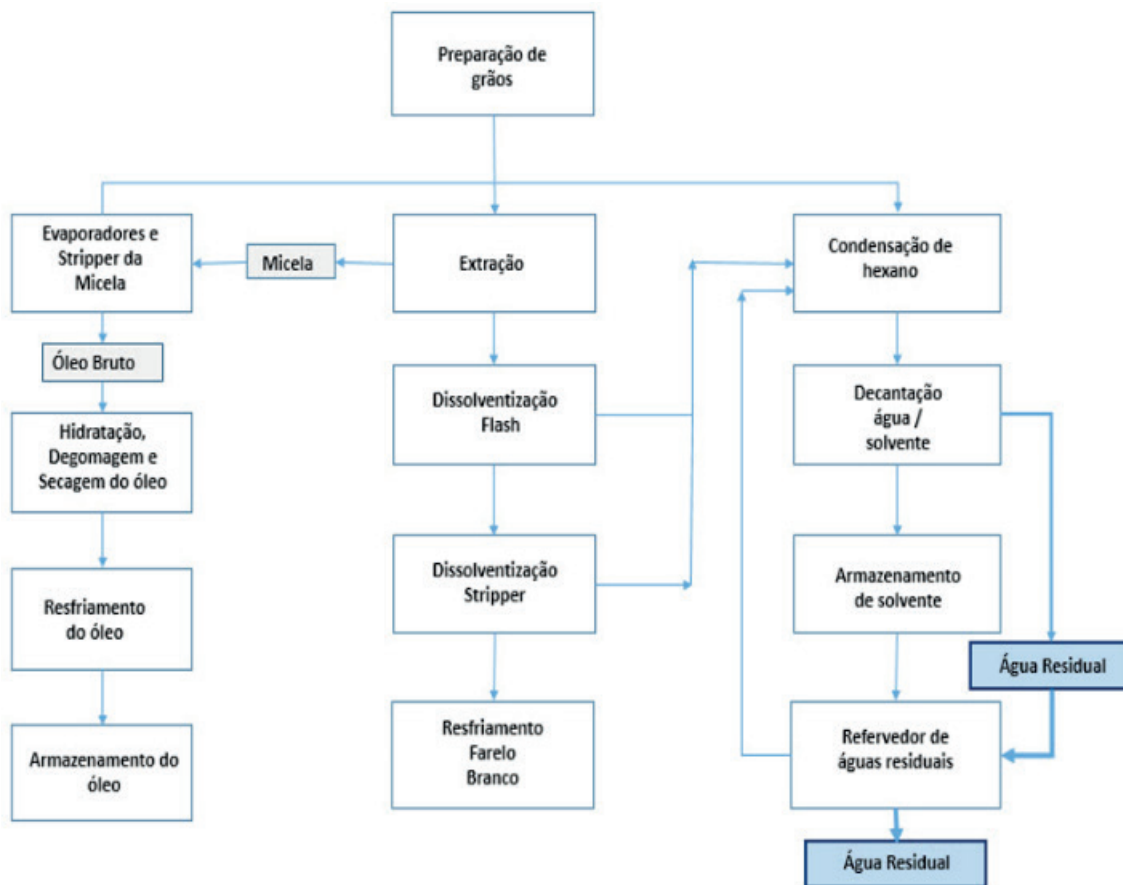 Preparação de
grãos
Evaporadores e
Stripper da
Micela
Micela
Extração
Condensação de
hexano
Óleo Bruto
Dissolventização
Flash
Decantação
água /
solvente
Hidratação,
Degomagem e
Secagem do óleo
Dissolventização
Stripper
Armazenamento
de solvente
Resfriamento
do óleo
Água Residual
Resfriamento
Farelo
Branco
Refervedor de
águas residuais
Armazenamento do
óleo
Água Residual